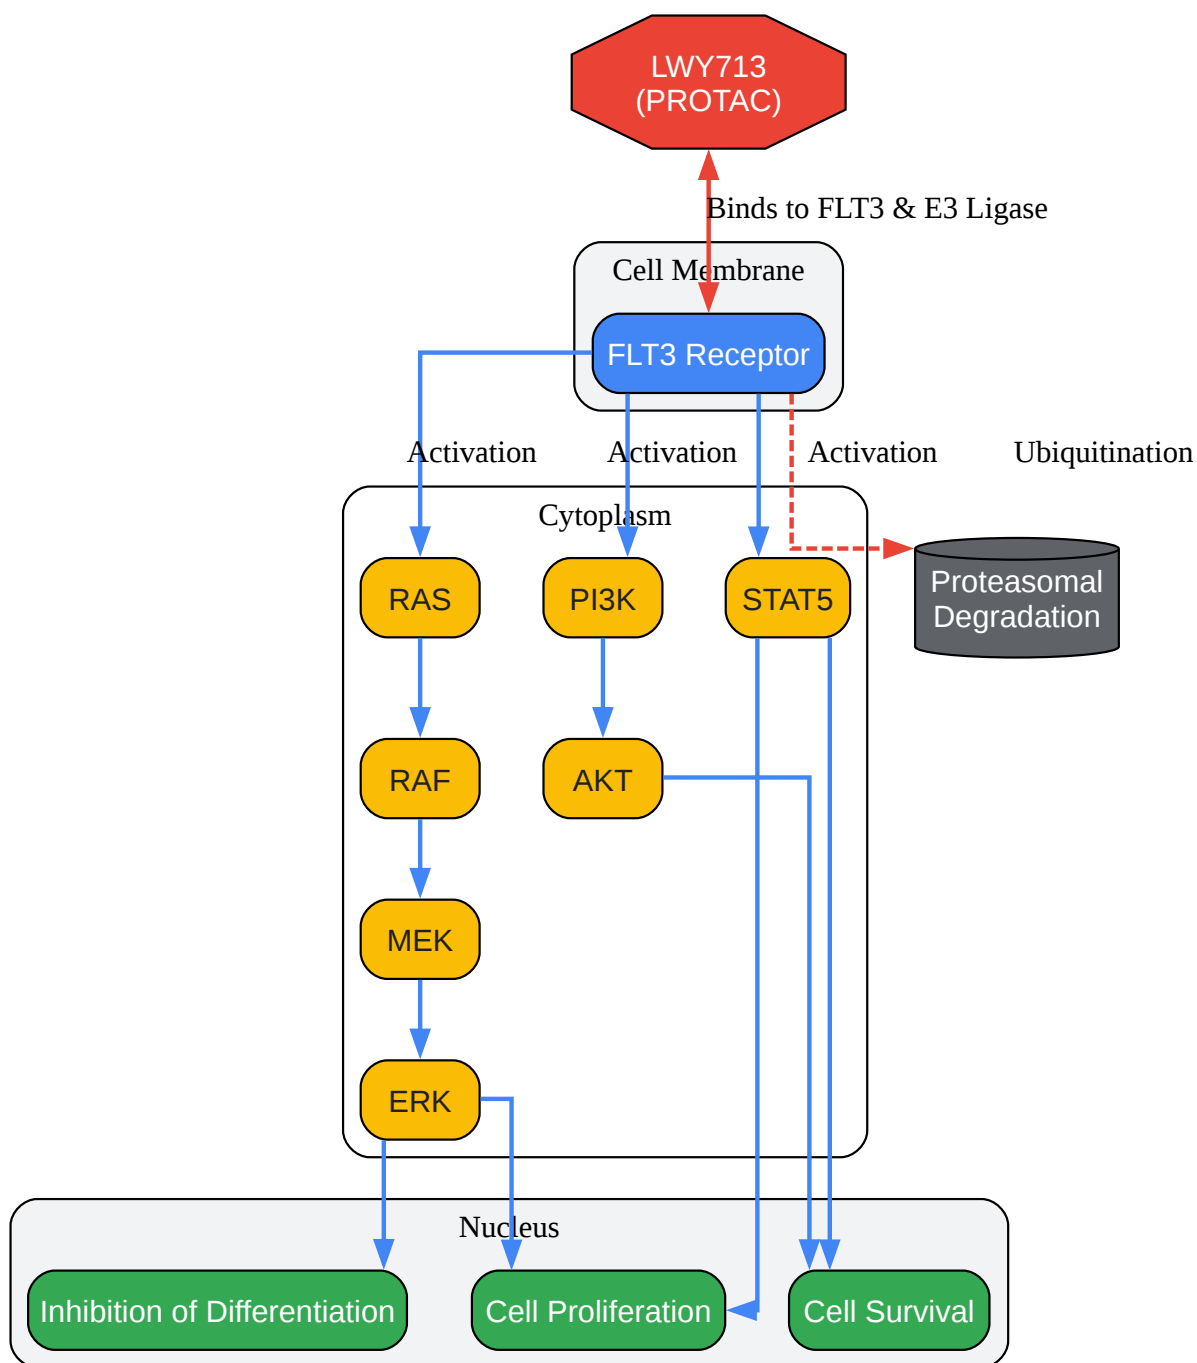 LWY713
(PROTAC)
Binds to FLT3 & E3 Ligase
Cell Membrane
FLT3 Receptor
Activation
Activation
Activation
Ubiquitination
Cytoplasm
RAS
PI3K
STAT5
Proteasomal
Degradation
RAF
AKT
MEK
ERK
Nucleus
Inhibition of Differentiation
Cell Proliferation
Cell Survival